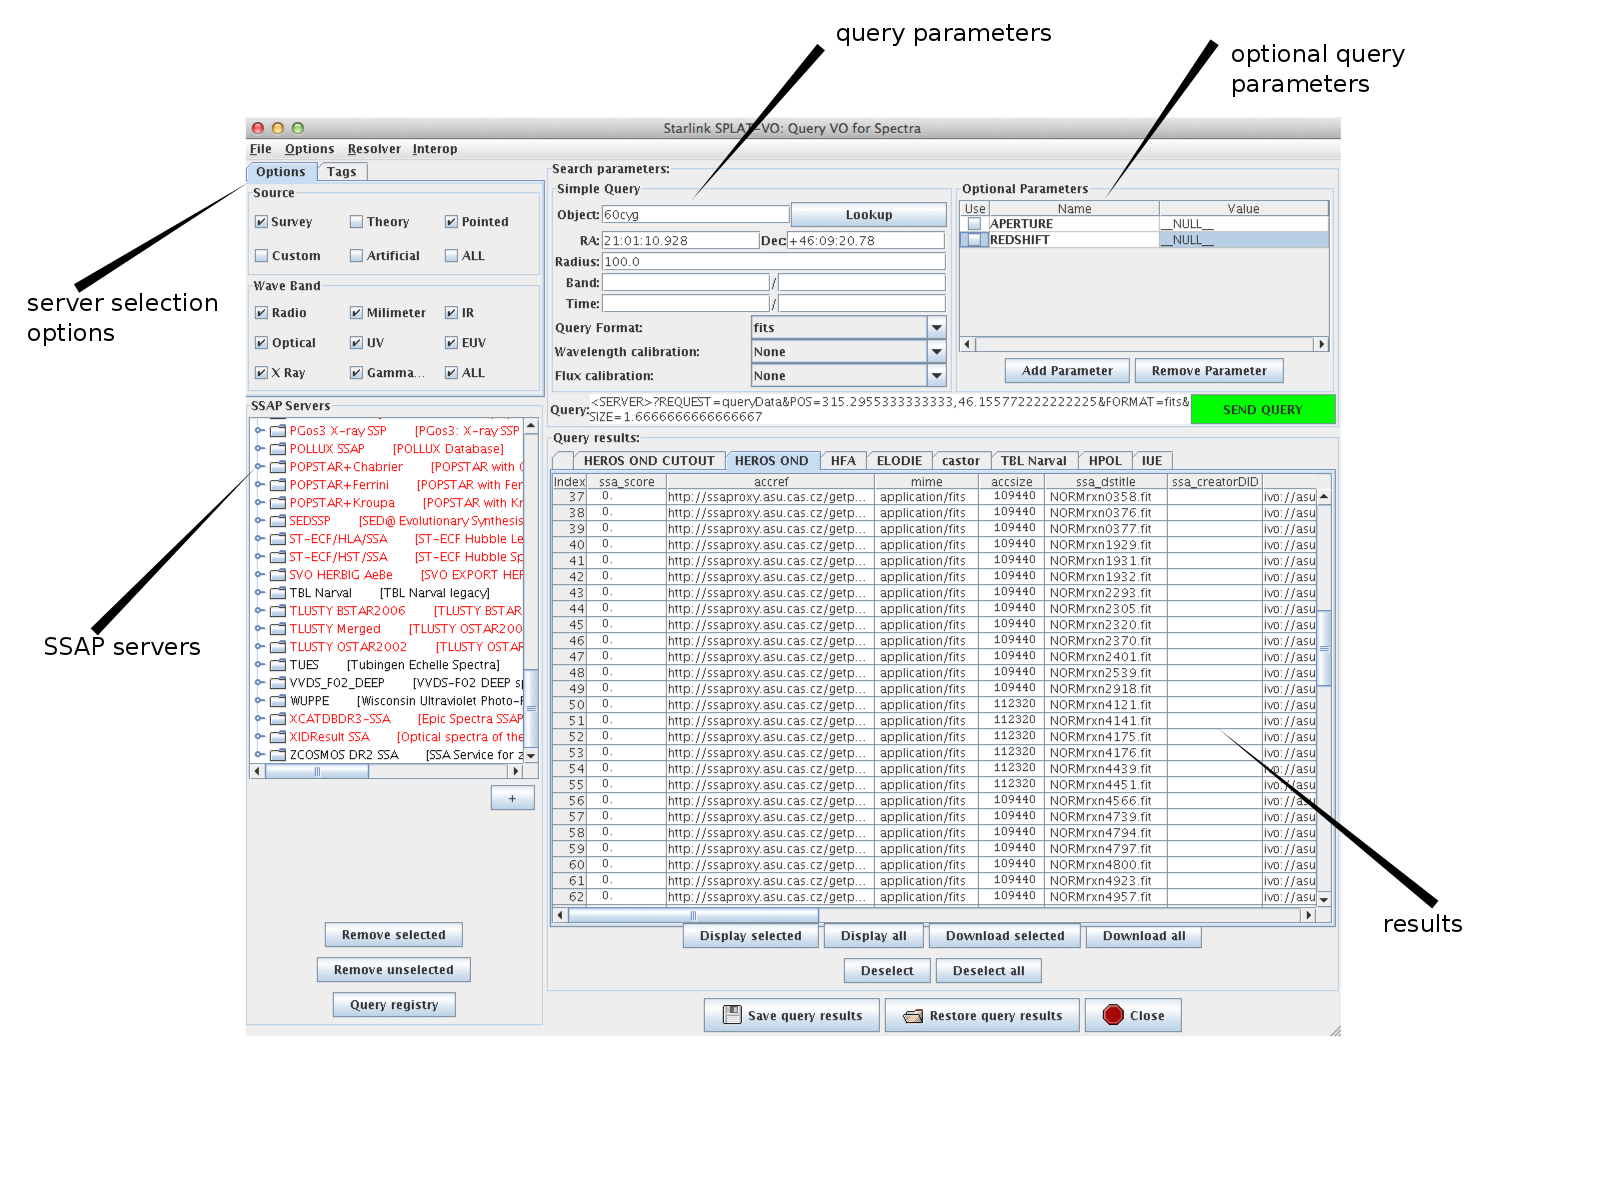 query parameters
optional query
parameters
server selection
options
SSAP servers
results
Starlink SPLAT-VO: Query VO for Spectra
File Options Resolver Interop
Options Tags
Source
Survey Theory Pointed
Custom Artificial ALL
Wave Band
Radio Milimeter IR
Optical UV EUV
X Ray Gamma... ALL
SSAP Servers
PGos3 X-ray SSP [PGos3: X-ray SSP
POLLUX SSAP [POLLUX Database]
POPSTAR+Chabrier [POPSTAR with
POPSTAR+Ferrini [POPSTAR with Fer
POPSTAR+Kroupa [POPSTAR with Kr
SEDSSP [SED@ Evolutionary Synthesis
ST-ECF/HLA/SSA [ST-ECF Hubble Le
ST-ECF/HST/SSA [ST-ECF Hubble Sp
SVO HERBIG AeBe [SVO EXPORT HER
TBL Narval [TBL Narval legacy]
TLUSTY BSTAR2006 [TLUSTY BSTAR
TLUSTY Merged [TLUSTY OSTAR200
TLUSTY OSTAR2002 [TLUSTY OSTAR
TUES [Tubingen Echelle Spectra]
VVDS_F02_DEEP [VVDS-F02 DEEP sp
WUPPE [Wisconsin Ultraviolet Photo-P
XCATDBDR3-SSA [Epic Spectra SSAP
XIDResult SSA [Optical spectra of the
ZCOSMOS DR2 SSA [SSA Service for z
+
Remove selected
Remove unselected
Query registry
Search parameters:
Simple Query
Object: 60cyg Lookup
RA: 21:01:10.928 Dec: +46:09:20.78
Radius: 100.0
Band: /
Time: /
Query Format: fits
Wavelength calibration: None
Flux calibration: None
Optional Parameters
Use Name Value
APERTURE __NULL__
REDSHIFT __NULL__
Add Parameter Remove Parameter
Query: <SERVER>?REQUEST=queryData&POS=315.2955333333333,46.155772222222225&FORMAT=fits&
SIZE=1.6666666666666667
SEND QUERY
Query results:
HEROS OND CUTOUT HEROS OND HFA ELODIE castor TBL Narval HPOL IUE
Index ssa_score accref mime accsize ssa_dstitle ssa_creatorDID
37 0. http://ssaproxy.asu.cas.cz/getp... application/fits 109440 NORMrxn0358.fit ivo://asu
38 0. http://ssaproxy.asu.cas.cz/getp... application/fits 109440 NORMrxn0376.fit ivo://asu
39 0. http://ssaproxy.asu.cas.cz/getp... application/fits 109440 NORMrxn0377.fit ivo://asu
40 0. http://ssaproxy.asu.cas.cz/getp... application/fits 109440 NORMrxn1929.fit ivo://asu
41 0. http://ssaproxy.asu.cas.cz/getp... application/fits 109440 NORMrxn1931.fit ivo://asu
42 0. http://ssaproxy.asu.cas.cz/getp... application/fits 109440 NORMrxn1932.fit ivo://asu
43 0. http://ssaproxy.asu.cas.cz/getp... application/fits 109440 NORMrxn2293.fit ivo://asu
44 0. http://ssaproxy.asu.cas.cz/getp... application/fits 109440 NORMrxn2305.fit ivo://asu
45 0. http://ssaproxy.asu.cas.cz/getp... application/fits 109440 NORMrxn2320.fit ivo://asu
46 0. http://ssaproxy.asu.cas.cz/getp... application/fits 109440 NORMrxn2370.fit ivo://asu
47 0. http://ssaproxy.asu.cas.cz/getp... application/fits 109440 NORMrxn2401.fit ivo://asu
48 0. http://ssaproxy.asu.cas.cz/getp... application/fits 109440 NORMrxn2539.fit ivo://asu
49 0. http://ssaproxy.asu.cas.cz/getp... application/fits 109440 NORMrxn2918.fit ivo://asu
50 0. http://ssaproxy.asu.cas.cz/getp... application/fits 112320 NORMrxn4121.fit ivo://asu
51 0. http://ssaproxy.asu.cas.cz/getp... application/fits 112320 NORMrxn4141.fit ivo://asu
52 0. http://ssaproxy.asu.cas.cz/getp... application/fits 112320 NORMrxn4175.fit ivo://asu
53 0. http://ssaproxy.asu.cas.cz/getp... application/fits 112320 NORMrxn4176.fit ivo://asu
54 0. http://ssaproxy.asu.cas.cz/getp... application/fits 112320 NORMrxn4439.fit ivo://asu
55 0. http://ssaproxy.asu.cas.cz/getp... application/fits 112320 NORMrxn4451.fit ivo://asu
56 0. http://ssaproxy.asu.cas.cz/getp... application/fits 109440 NORMrxn4566.fit ivo://asu
57 0. http://ssaproxy.asu.cas.cz/getp... application/fits 109440 NORMrxn4739.fit ivo://asu
58 0. http://ssaproxy.asu.cas.cz/getp... application/fits 109440 NORMrxn4794.fit ivo://asu
59 0. http://ssaproxy.asu.cas.cz/getp... application/fits 109440 NORMrxn4797.fit ivo://asu
60 0. http://ssaproxy.asu.cas.cz/getp... application/fits 109440 NORMrxn4800.fit ivo://asu
61 0. http://ssaproxy.asu.cas.cz/getp... application/fits 109440 NORMrxn4923.fit ivo://asu
62 0. http://ssaproxy.asu.cas.cz/getp... application/fits 109440 NORMrxn4957.fit ivo://asu
Display selected Display all Download selected Download all
Deselect Deselect all
Save query results Restore query results Close